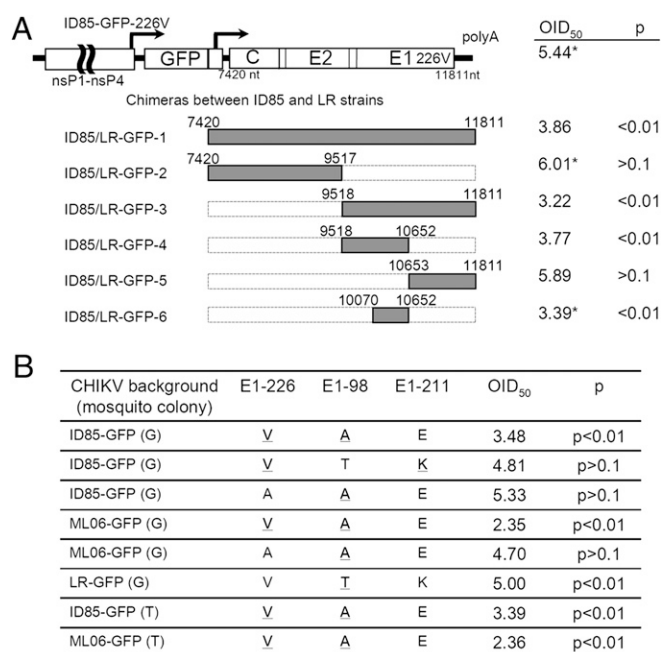 A
ID85-GFP-226V
OID50 p
polyA
GFP C E2 E1 226V
5.44*
nsP1-nsP4 7420 nt 11811nt
Chimeras between ID85 and LR strains
7420 11811
ID85/LR-GFP-1 3.86 <0.01
7420 9517
ID85/LR-GFP-2 6.01* >0.1
9518 11811
ID85/LR-GFP-3 3.22 <0.01
9518 10652
ID85/LR-GFP-4 3.77 <0.01
10653 11811
ID85/LR-GFP-5 5.89 >0.1
10070 10652
ID85/LR-GFP-6 3.39* <0.01
B
CHIKV background E1-226 E1-98 E1-211 OID50 p
(mosquito colony)
ID85-GFP (G) V A E 3.48 p<0.01
ID85-GFP (G) V T K 4.81 p>0.1
ID85-GFP (G) A A E 5.33 p>0.1
ML06-GFP (G) V A E 2.35 p<0.01
ML06-GFP (G) A A E 4.70 p>0.1
LR-GFP (G) V T K 5.00 p<0.01
ID85-GFP (T) V A E 3.39 p<0.01
ML06-GFP (T) V A E 2.36 p<0.01